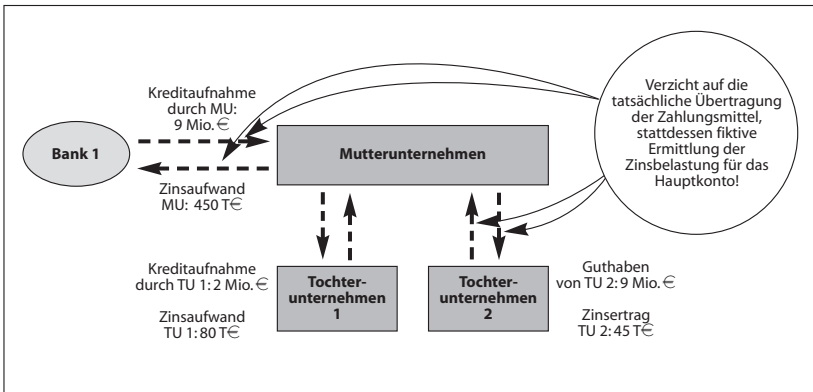 Kreditaufnahme
durch MU:
9 Mio. €
Bank 1
Mutterunternehmen
Zinsaufwand
MU: 450 T€
Verzicht auf die
tatsächliche Übertragung
der Zahlungsmittel,
stattdessen fiktive
Ermittlung der
Zinsbelastung für das
Hauptkonto!
Kreditaufnahme
durch TU 1: 2 Mio. €
Zinsaufwand
TU 1: 80 T€
Tochter-
unternehmen
1
Tochter-
unternehmen
2
Guthaben
von TU 2: 9 Mio. €
Zinsertrag
TU 2: 45 T€